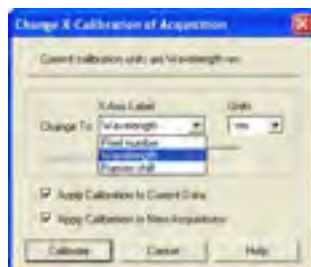 Change X Calibration of Acquisition
Current calibration units are Wavelength nm
X-Axis Label
Units
Change To
Wavelength
nm
Pixel number
Wavelength
Raman shift
Apply Calibration to Current Data
Apply Calibration to New Acquisitions
Calibrate
Cancel
Help